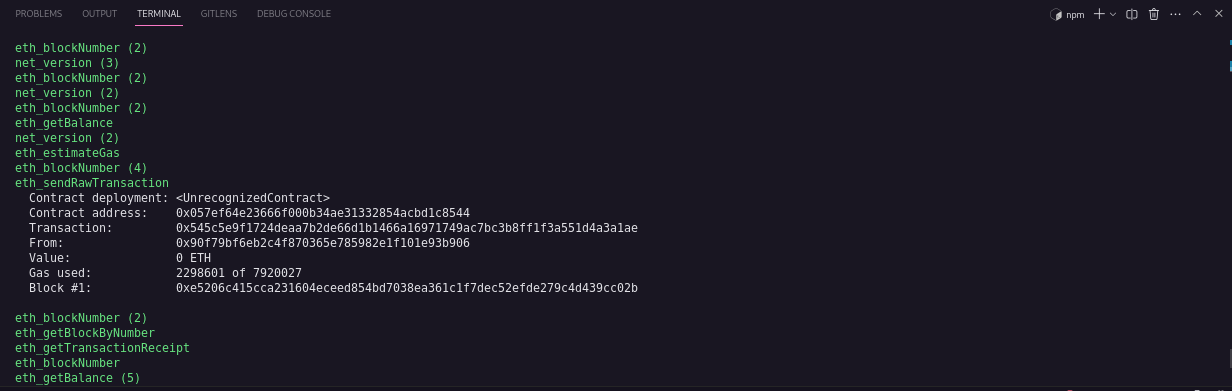 PROBLEMS OUTPUT TERMINAL GITLENS DEBUG CONSOLE npm
eth_blockNumber (2)
net_version (3)
eth_blockNumber (2)
net_version (2)
eth_blockNumber (2)
eth_getBalance
net_version (2)
eth_estimateGas
eth_blockNumber (4)
eth_sendRawTransaction
Contract deployment: <UnrecognizedContract>
Contract address: 0x057ef64e23666f000b34ae31332854acbd1c8544
Transaction: 0x545c5e9f1724deaa7b2de66d1b1466a16971749ac7bc3b8ff1f3a551d4a3a1ae
From: 0x90f79bf6eb2c4f870365e785982e1f101e93b906
Value: 0 ETH
Gas used: 2298601 of 7920027
Block #1: 0xe5206c415cca231604eceed854bd7038ea361c1f7dec52efde279c4d439cc02b
eth_blockNumber (2)
eth_getBlockByNumber
eth_getTransactionReceipt
eth_blockNumber
eth_getBalance (5)